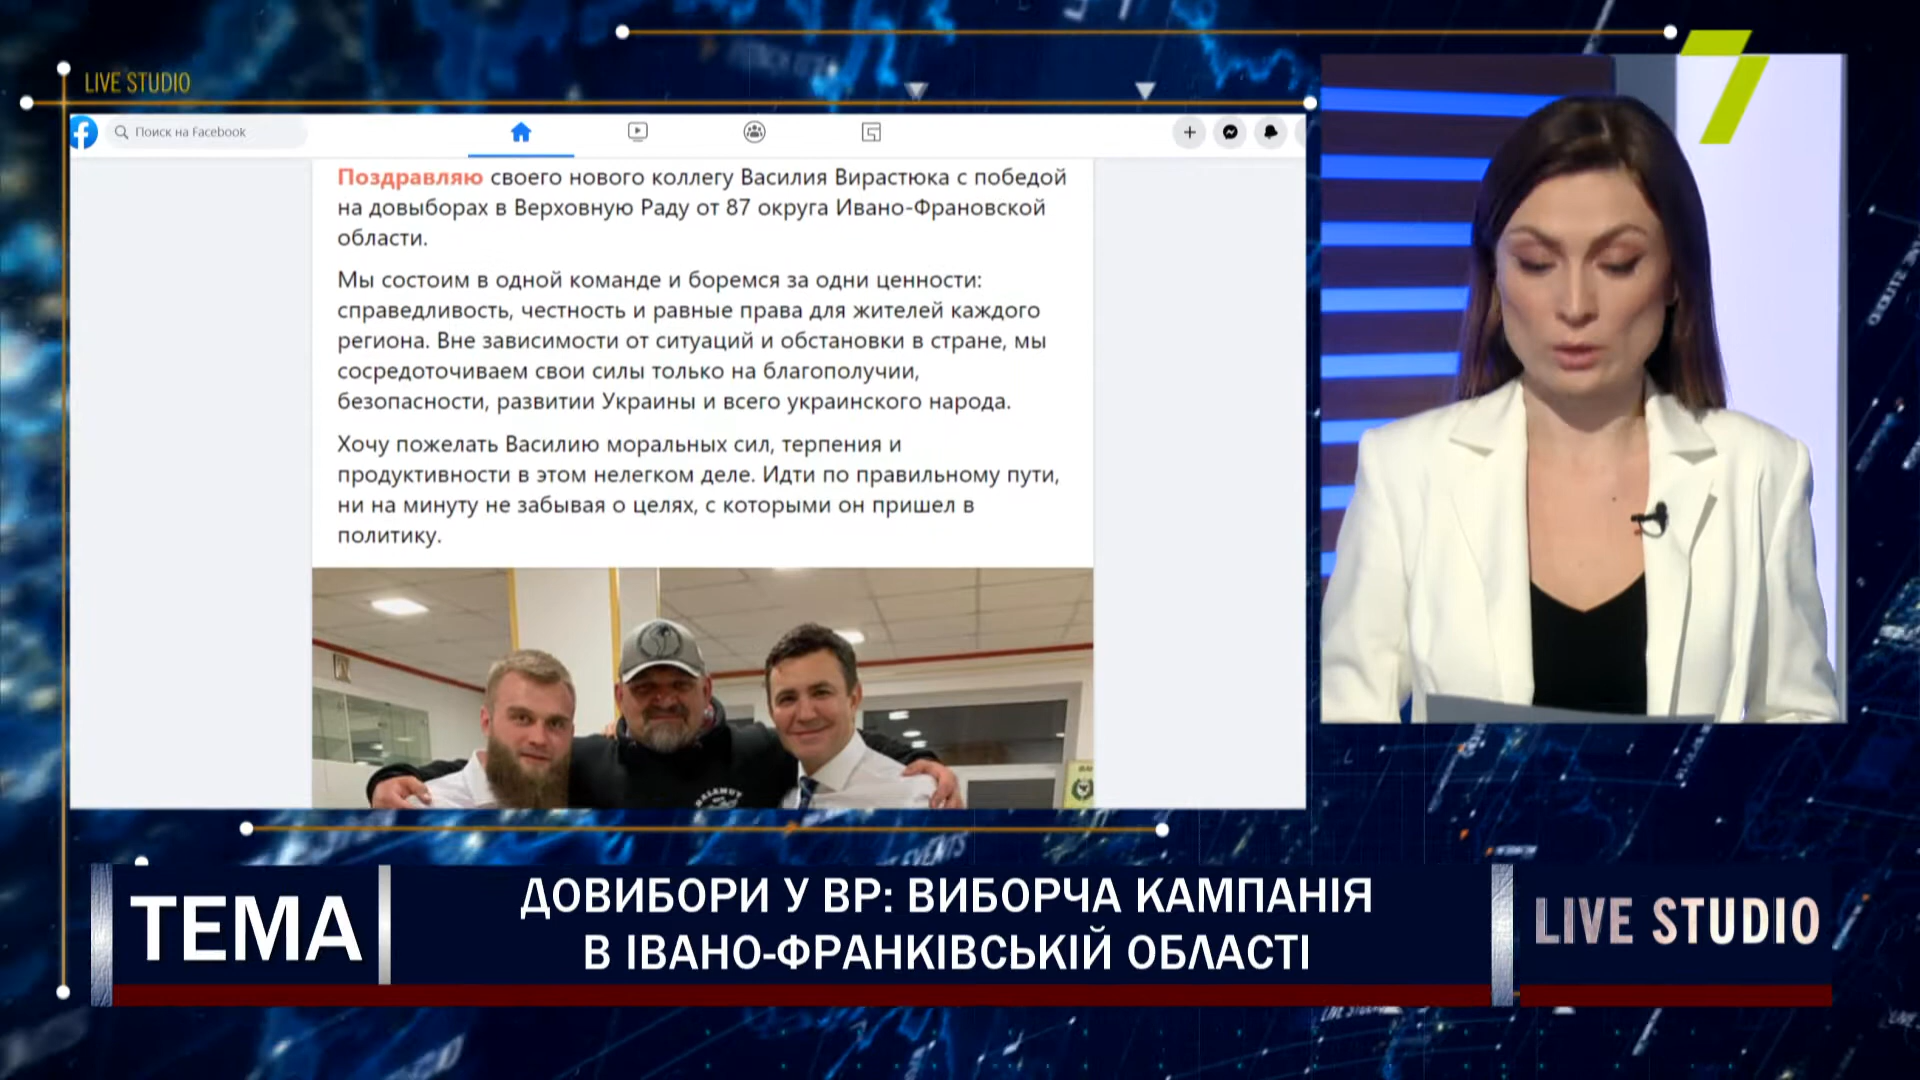 LIVE STUDIO
7
Поиск на Facebook
Поздравляю своего нового коллегу Василия Вирастюка с победой
на довыборах в Верховную Раду от 87 округа Ивано-Франовской
области.
Мы состоим в одной команде и боремся за одни ценности:
справедливость, честность и равные права для жителей каждого
региона. Вне зависимости от ситуаций и обстановки в стране, мы
сосредоточиваем свои силы только на благополучии,
безопасности, развитии Украины и всего украинского народа.
Хочу пожелать Василию моральных сил, терпения и
продуктивности в этом нелегком деле. Идти по правильному пути,
ни на минуту не забывая о целях, с которыми он пришел в
политику.
ТЕМА
ДОВИБОРИ У ВР: ВИБОРЧА КАМПАНІЯ
В ІВАНО-ФРАНКІВСЬКІЙ ОБЛАСТІ
LIVE STUDIO